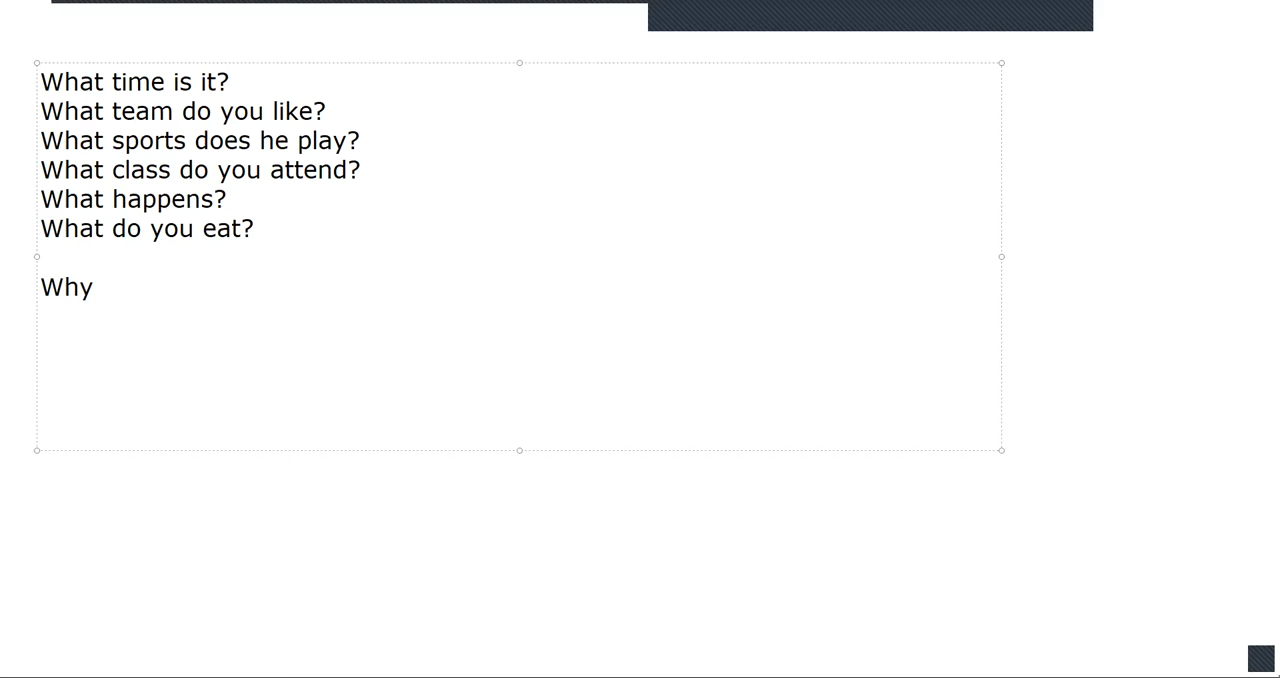 What time is it?
What team do you like?
What sports does he play?
What class do you attend?
What happens?
What do you eat?
Why